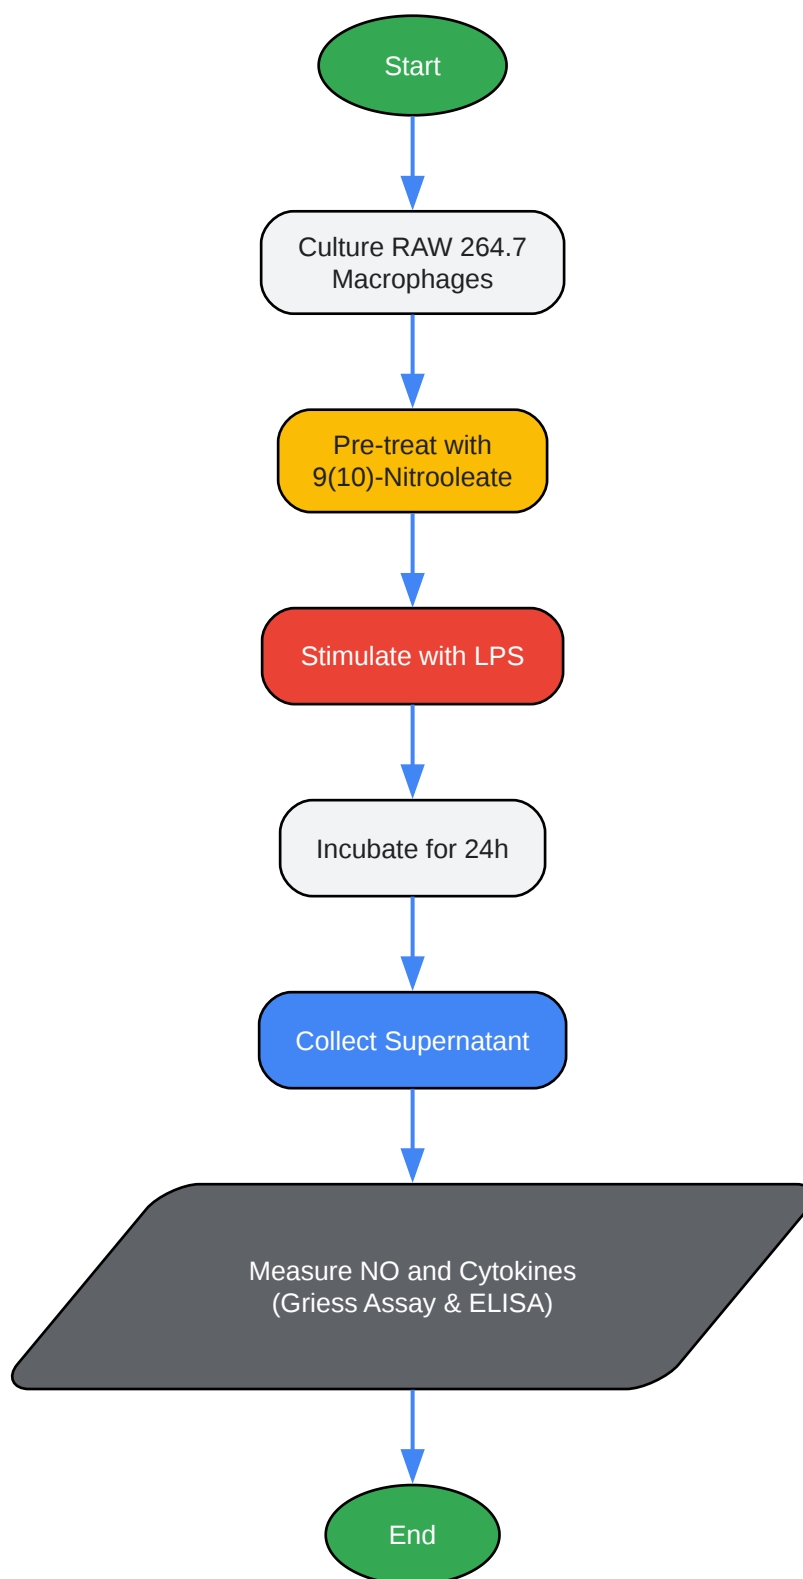 Start
Culture RAW 264.7
Macrophages
Pre-treat with
9(10)-Nitrooleate
Stimulate with LPS
Incubate for 24h
Collect Supernatant
Measure NO and Cytokines
(Griess Assay & ELISA)
End